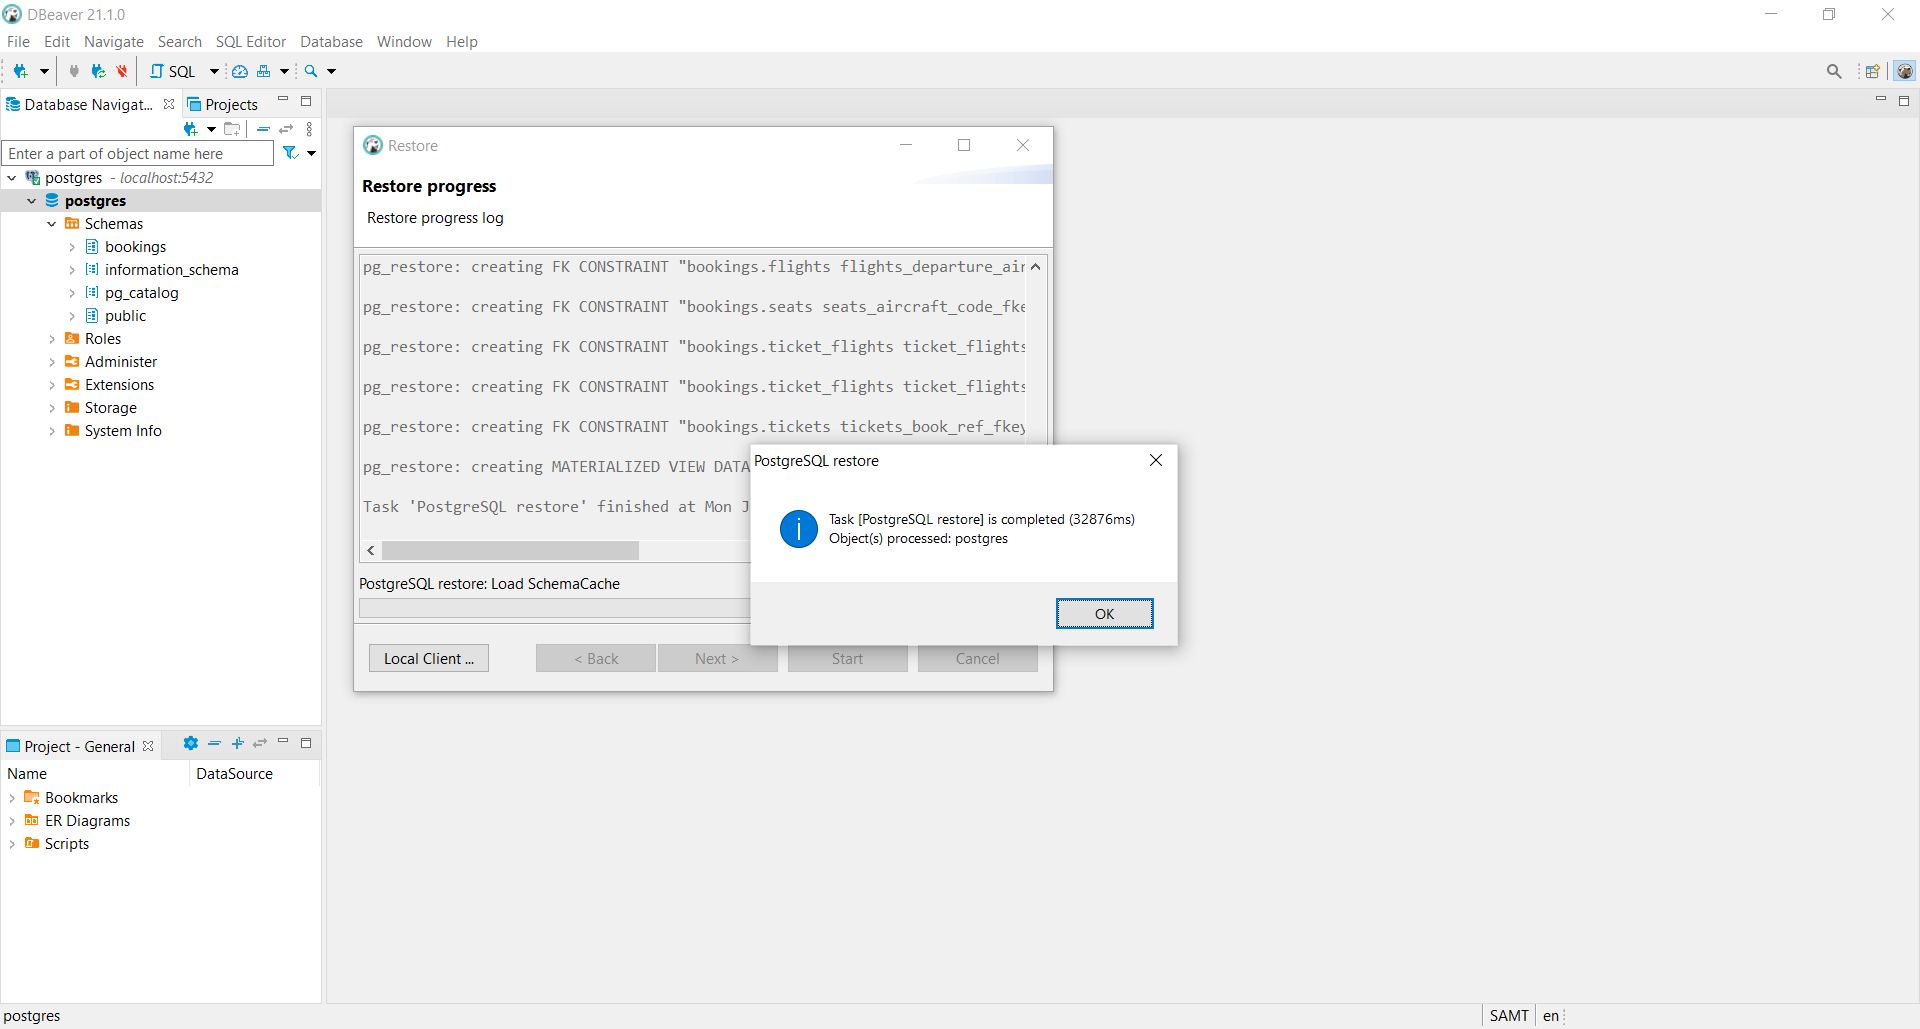 DBeaver 21.1.0
File Edit Navigate Search SQL Editor Database Window Help
SQL
Database Navigat...
Projects
Enter a part of object name here
postgres - localhost:5432
postgres
Schemas
bookings
information_schema
pg_catalog
public
Roles
Administer
Extensions
Storage
System Info
Restore
Restore progress
Restore progress log
pg_restore: creating FK CONSTRAINT "bookings.flights flights_departure_air
pg_restore: creating FK CONSTRAINT "bookings.seats seats_aircraft_code_fke
pg_restore: creating FK CONSTRAINT "bookings.ticket_flights ticket_flights
pg_restore: creating FK CONSTRAINT "bookings.ticket_flights ticket_flights
pg_restore: creating FK CONSTRAINT "bookings.tickets tickets_book_ref_fkey
pg_restore: creating MATERIALIZED VIEW DATA
Task 'PostgreSQL restore' finished at Mon J
PostgreSQL restore: Load SchemaCache
Local Client ...
< Back
Next >
Start
Cancel
PostgreSQL restore
Task [PostgreSQL restore] is completed (32876ms)
Object(s) processed: postgres
OK
Project - General
Name DataSource
Bookmarks
ER Diagrams
Scripts
postgres
SAMT
en